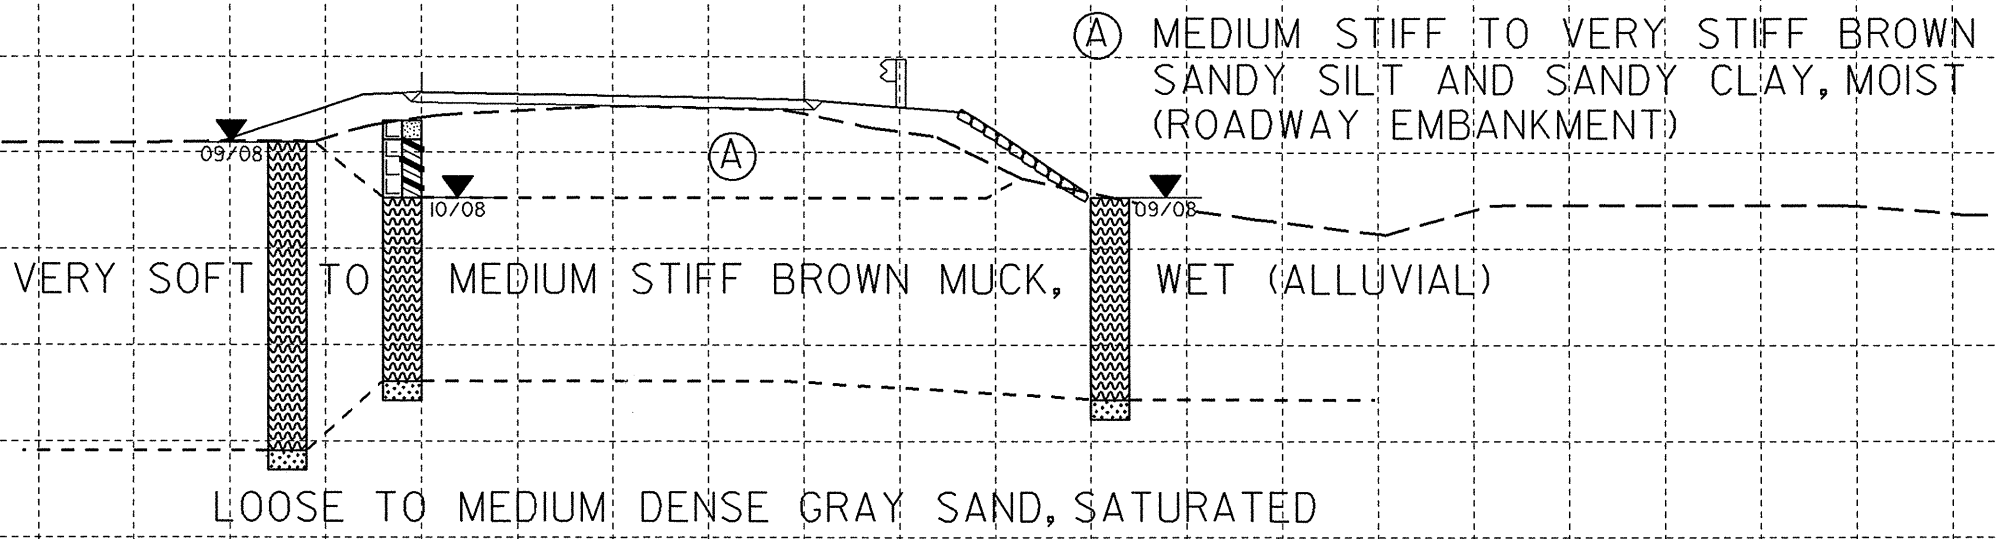 Ⓐ MEDIUM STIFF TO VERY STIFF BROWN
SANDY SILT AND SANDY CLAY, MOIST
(ROADWAY EMBANKMENT)
09/08
A
10/08
09/08
VERY SOFT TO MEDIUM STIFF BROWN MUCK, WET (ALLUVIAL)
LOOSE TO MEDIUM DENSE GRAY SAND, SATURATED